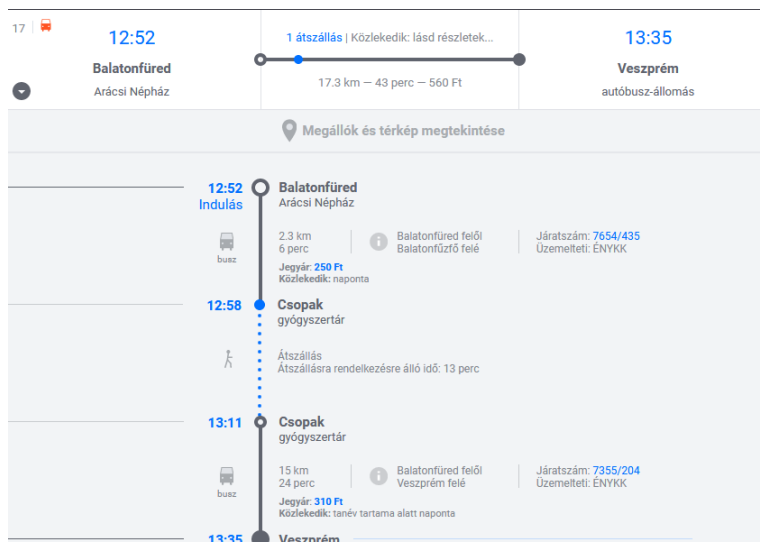 17
12:52
Balatonfüred
Arácsi Népház
1 átszállás | Közlekedik: lásd részletek...
17.3 km — 43 perc — 560 Ft
13:35
Veszprém
autóbusz-állomás
Megállók és térkép megtekintése
12:52
Indulás
Balatonfüred
Arácsi Népház
busz
2.3 km
6 perc
Balatonfüred felől
Balatonfűzfő felé
Járatszám: 7654/435
Üzemelteti: ÉNYKK
Jegyár: 250 Ft
Közlekedik: naponta
12:58
Csopak
gyógyszertár
Átszállás
Átszállásra rendelkezésre álló idő: 13 perc
13:11
Csopak
gyógyszertár
busz
15 km
24 perc
Balatonfüred felől
Veszprém felé
Járatszám: 7355/204
Üzemelteti: ÉNYKK
Jegyár: 310 Ft
Közlekedik: tanév tartama alatt naponta
13:35
Veszprém